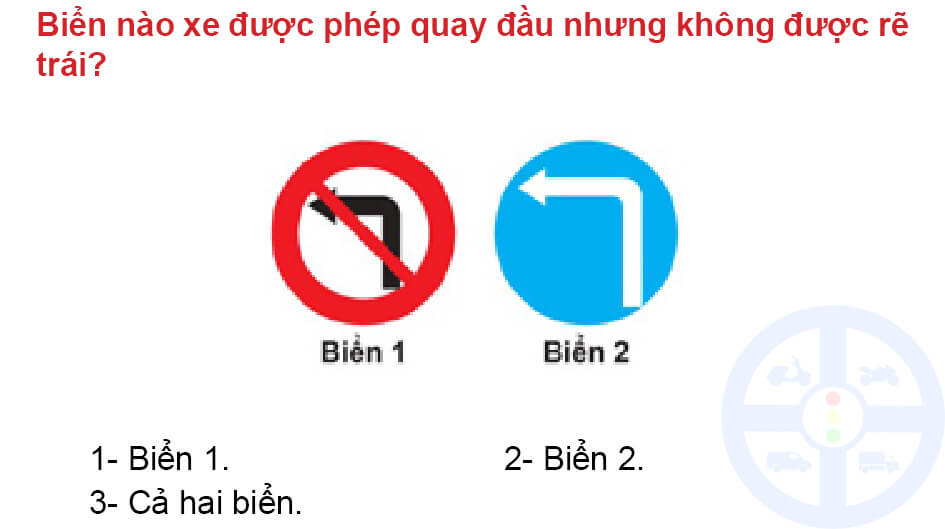 Biển nào xe được phép quay đầu nhưng không được rẽ
trái?
Biển 1
Biển 2
1- Biển 1.
2- Biển 2.
3- Cả hai biển.